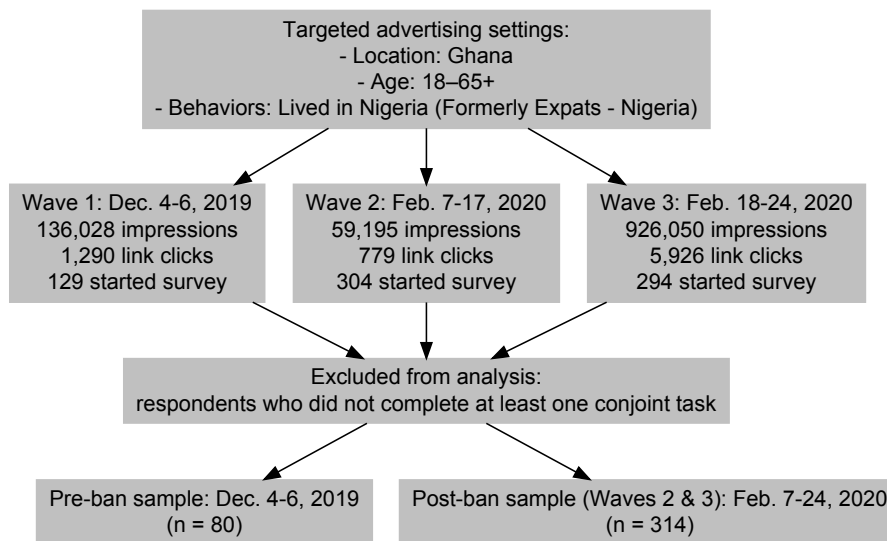 Targeted advertising settings:
- Location: Ghana
- Age: 18–65+
- Behaviors: Lived in Nigeria (Formerly Expats - Nigeria)
Wave 1: Dec. 4-6, 2019
136,028 impressions
1,290 link clicks
129 started survey
Wave 2: Feb. 7-17, 2020
59,195 impressions
779 link clicks
304 started survey
Wave 3: Feb. 18-24, 2020
926,050 impressions
5,926 link clicks
294 started survey
Excluded from analysis:
respondents who did not complete at least one conjoint task
Pre-ban sample: Dec. 4-6, 2019
(n = 80)
Post-ban sample (Waves 2 & 3): Feb. 7-24, 2020
(n = 314)